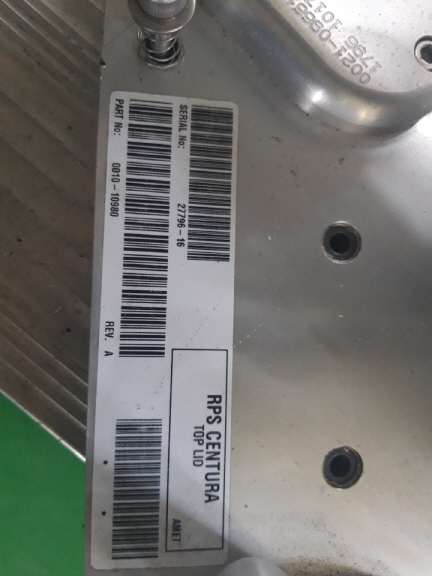 SERIAL No: 27796-16
PART No: 0010-10980
REV. A
RPS CENTURA
TOP LID
AMET